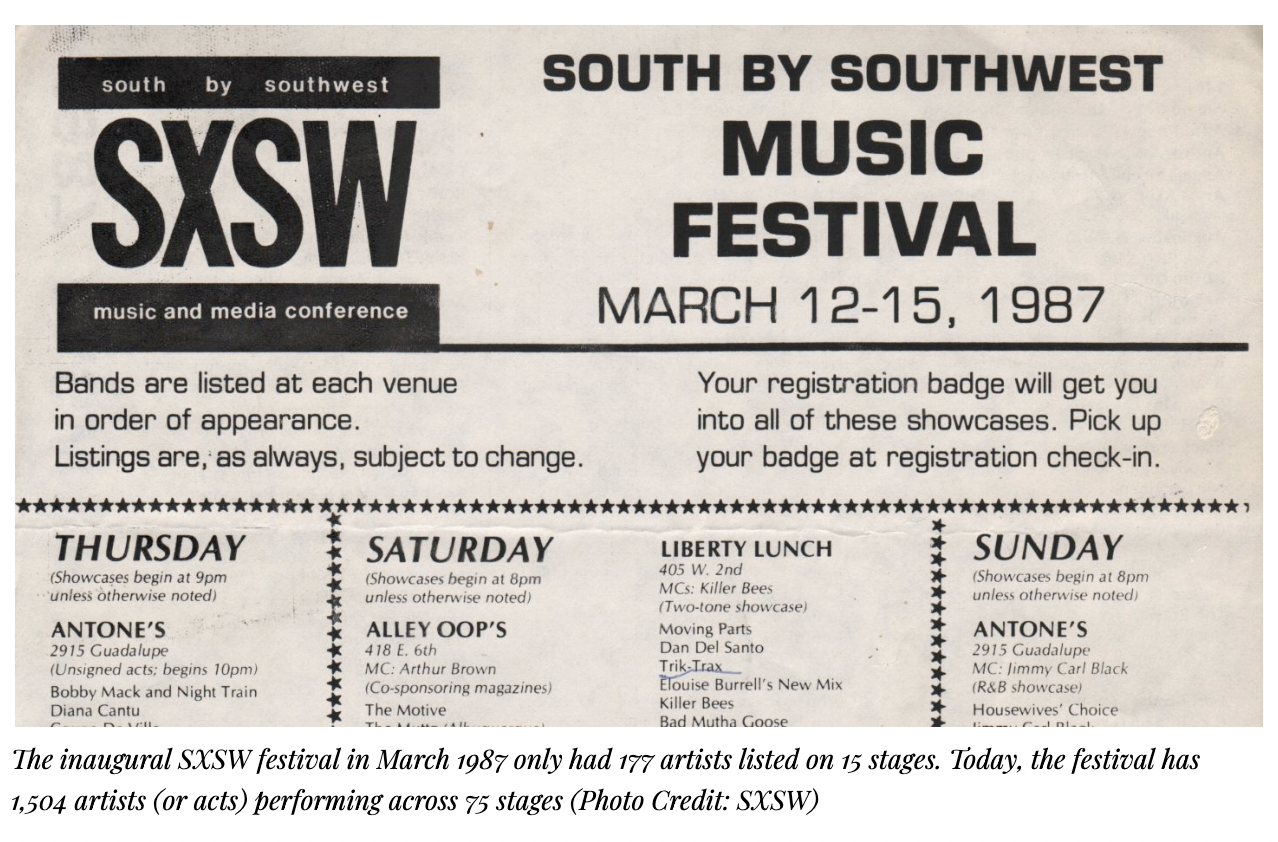 south by southwest
SXSW
music and media conference
SOUTH BY SOUTHWEST
MUSIC
FESTIVAL
MARCH 12-15, 1987
Bands are listed at each venue
in order of appearance.
Listings are, as always, subject to change.
Your registration badge will get you
into all of these showcases. Pick up
your badge at registration check-in.
THURSDAY
(Showcases begin at 9pm
unless otherwise noted)
ANTONE'S
2915 Guadalupe
(Unsigned acts; begins 10pm)
Bobby Mack and Night Train
Diana Cantu
SATURDAY
(Showcases begin at 8pm
unless otherwise noted)
ALLEY OOP'S
418 E. 6th
MC: Arthur Brown
(Co-sponsoring magazines)
The Motive
LIBERTY LUNCH
405 W. 2nd
MCs: Killer Bees
(Two-tone showcase)
Moving Parts
Dan Del Santo
Trik-Trax
Elouise Burrell's New Mix
Killer Bees
Bad Mutha Goose
SUNDAY
(Showcases begin at 8pm
unless otherwise noted)
ANTONE'S
2915 Guadalupe
MC: Jimmy Carl Black
(R&B showcase)
Housewives' Choice
The inaugural SXSW festival in March 1987 only had 177 artists listed on 15 stages. Today, the festival has
1,504 artists (or acts) performing across 75 stages (Photo Credit: SXSW)